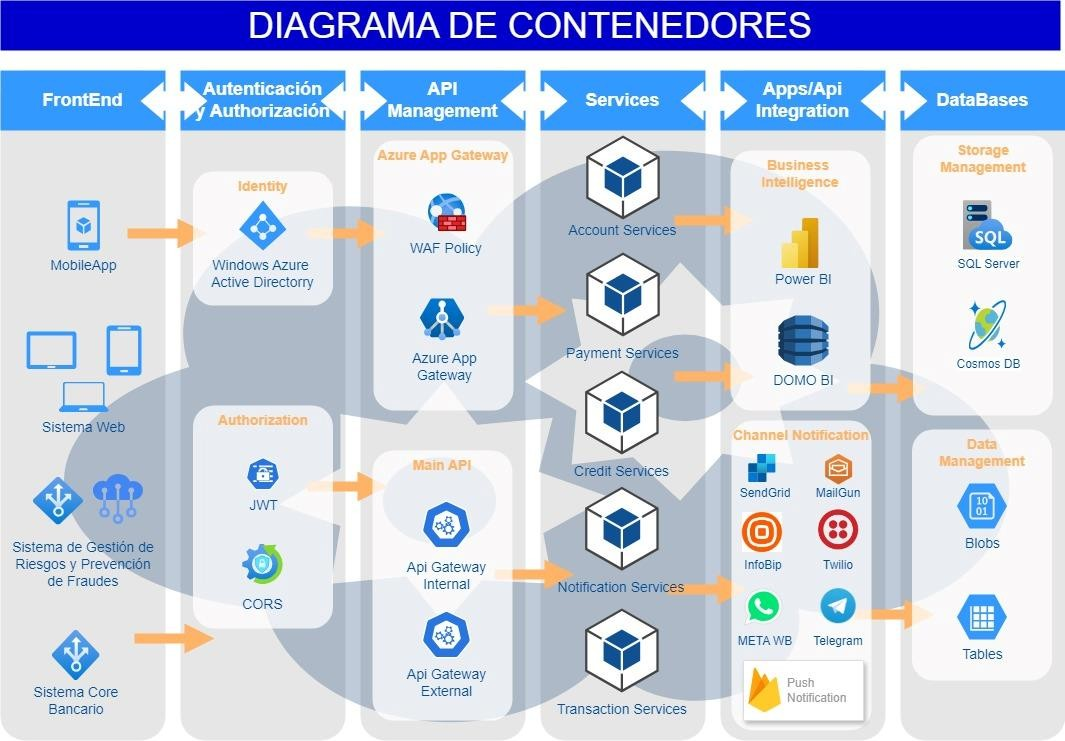 DIAGRAMA DE CONTENEDORES
FrontEnd
MobileApp
Sistema Web
Sistema de Gestión de
Riesgos y Prevención
de Fraudes
Sistema Core
Bancario
Autenticación
y Authorización
Identity
Windows Azure
Active Directorry
Authorization
JWT
CORS
API
Management
Azure App Gateway
WAF Policy
Azure App
Gateway
Main API
Api Gateway
Internal
Api Gateway
External
Services
Account Services
Payment Services
Credit Services
Notification Services
Transaction Services
Apps/Api
Integration
Business
Intelligence
Power BI
DOMO BI
Channel Notification
SendGrid
MailGun
InfoBip
Twilio
META WB
Telegram
Push
Notification
DataBases
Storage
Management
SQL
SQL Server
Cosmos DB
Data
Management
10
01
Blobs
Tables